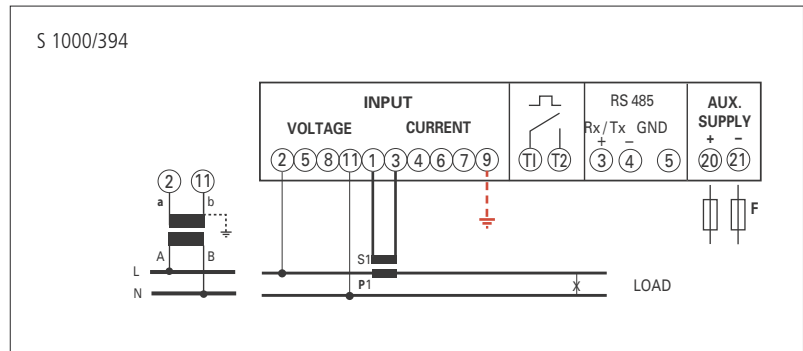 S 1000/394
INPUT
RS 485
AUX.
SUPPLY
VOLTAGE CURRENT
Rx/Tx GND
+ –
+ –
2 5 8 11 1 3 4 6 7 9
T1 T2
3 4 5
20 21
2 11
a b
F
A B
S1
L
P1
N
X
LOAD